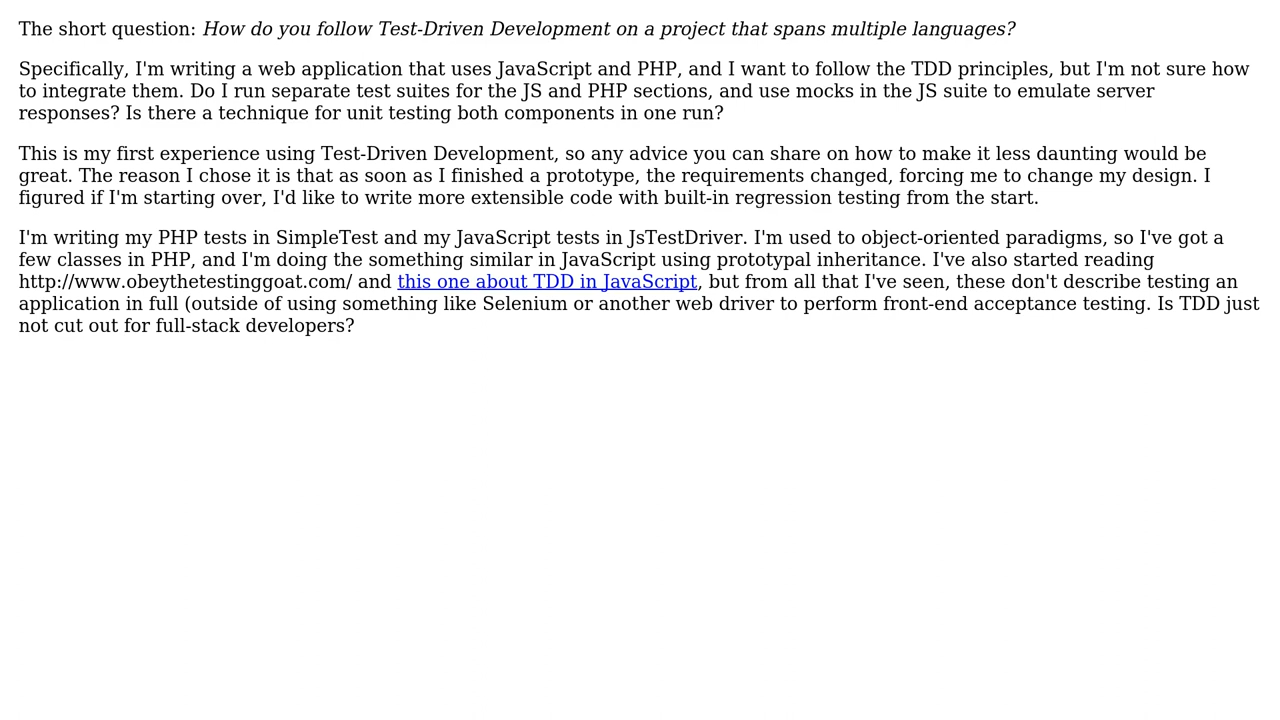 The short question: How do you follow Test-Driven Development on a project that spans multiple languages?
Specifically, I'm writing a web application that uses JavaScript and PHP, and I want to follow the TDD principles, but I'm not sure how
to integrate them. Do I run separate test suites for the JS and PHP sections, and use mocks in the JS suite to emulate server
responses? Is there a technique for unit testing both components in one run?
This is my first experience using Test-Driven Development, so any advice you can share on how to make it less daunting would be
great. The reason I chose it is that as soon as I finished a prototype, the requirements changed, forcing me to change my design. I
figured if I'm starting over, I'd like to write more extensible code with built-in regression testing from the start.
I'm writing my PHP tests in SimpleTest and my JavaScript tests in JsTestDriver. I'm used to object-oriented paradigms, so I've got a
few classes in PHP, and I'm doing the something similar in JavaScript using prototypal inheritance. I've also started reading
http://www.obeythetestinggoat.com/ and this one about TDD in JavaScript, but from all that I've seen, these don't describe testing an
application in full (outside of using something like Selenium or another web driver to perform front-end acceptance testing. Is TDD just
not cut out for full-stack developers?